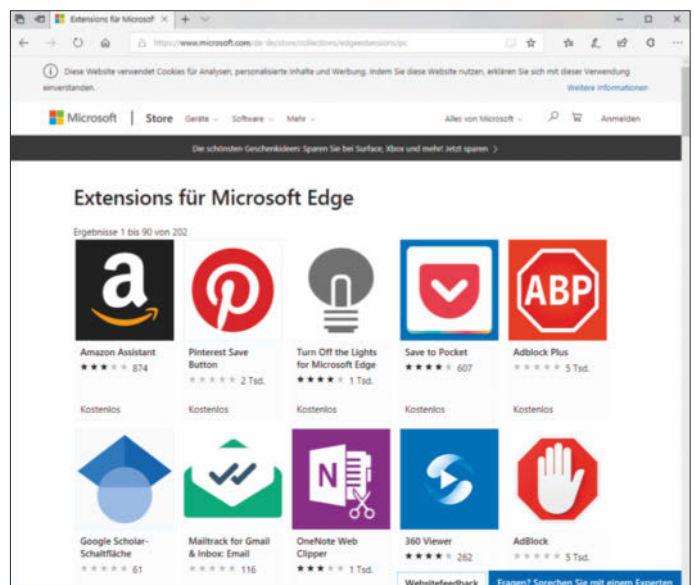 Extensions für Microsof
https://www.microsoft.com/de-de/store/collections/edgeextensions/pc
Diese Website verwendet Cookies für Analysen, personalisierte Inhalte und Werbung. Indem Sie diese Website nutzen, erklären Sie sich mit dieser Verwendung
einverstanden.
Weitere Informationen
Microsoft | Store Geräte Software Mehr Alles von Microsoft Anmelden
Die schönsten Geschenkideen: Sparen Sie bei Surface, Xbox und mehr! Jetzt sparen >
Extensions für Microsoft Edge
Ergebnisse 1 bis 90 von 202
a
ABP
N
Amazon Assistant
874
Kostenlos
Pinterest Save
Button
2 Tsd.
Kostenlos
Turn Off the Lights
for Microsoft Edge
1 Tsd.
Kostenlos
Save to Pocket
607
Kostenlos
Adblock Plus
5 Tsd.
Kostenlos
Google Scholar-
Schaltfläche
61
Mailtrack for Gmail
& Inbox: Email
116
OneNote Web
Clipper
1 Tsd.
360 Viewer
262
AdBlock
5 Tsd.
Websitefeedback
Fragen? Sprechen Sie mit einem Experten